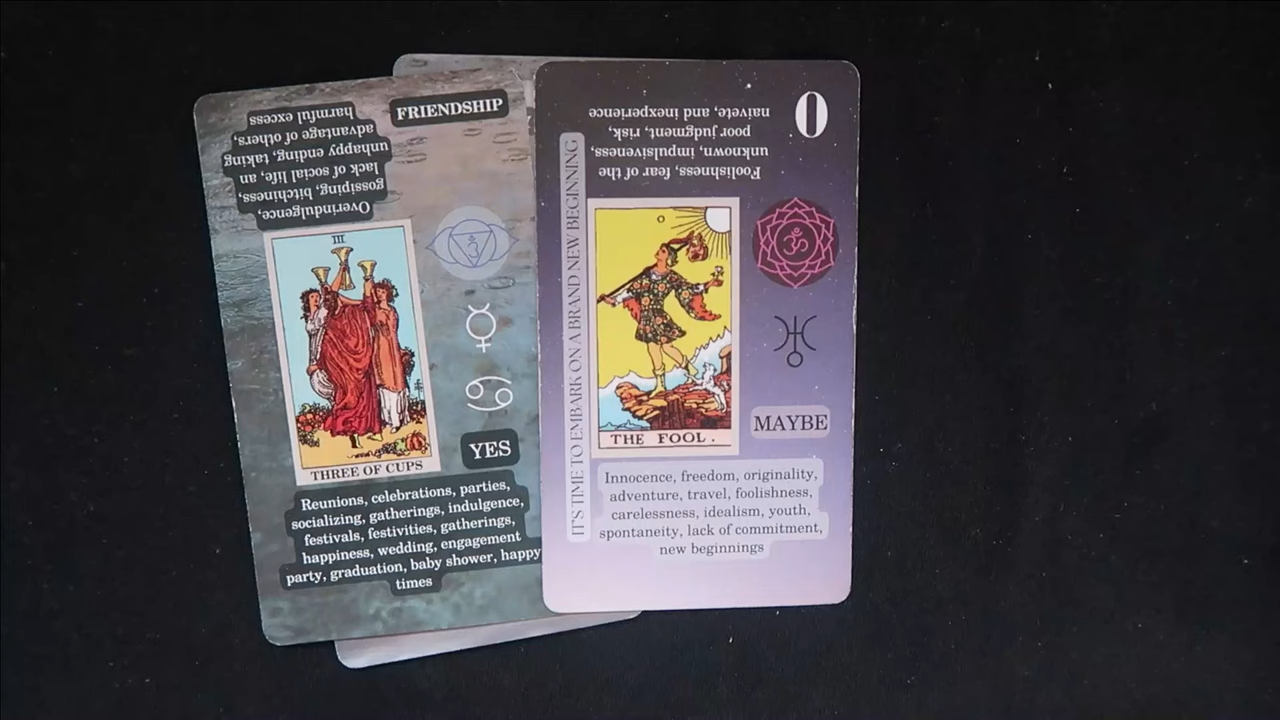 Overindulgence,
gossiping, bitchiness,
lack of social life, an
unhappy ending, taking
advantage of others,
harmful excess
FRIENDSHIP
III
THREE OF CUPS
YES
Reunions, celebrations, parties,
socializing, gatherings, indulgence,
festivals, festivities, gatherings,
happiness, wedding, engagement
party, graduation, baby shower, happy
times
Foolishness, fear of the
unknown, impulsiveness,
poor judgment, risk,
naivete, and inexperience
0
IT'S TIME TO EMBARK ON A BRAND NEW BEGINNING
0
ॐ
THE FOOL.
MAYBE
Innocence, freedom, originality,
adventure, travel, foolishness,
carelessness, idealism, youth,
spontaneity, lack of commitment,
new beginnings